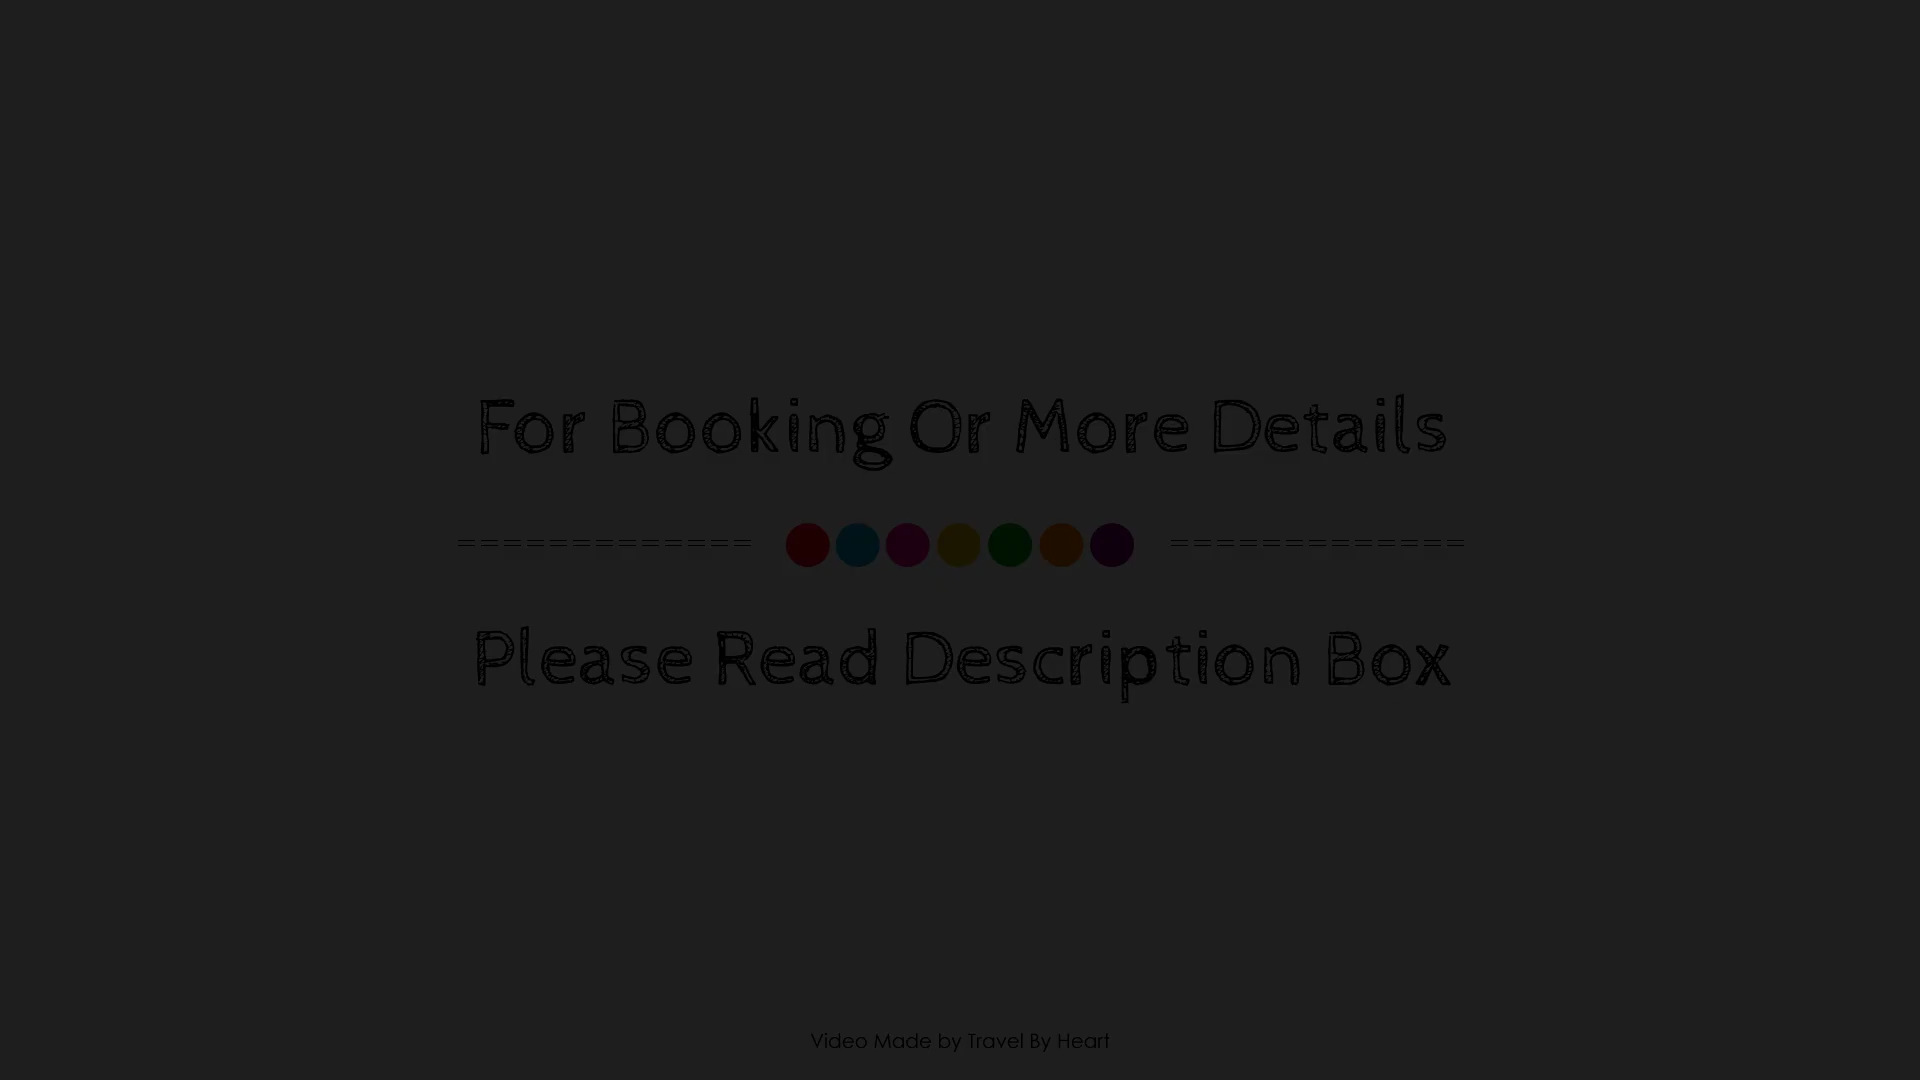 For Booking Or More Details
============= =============
Please Read Description Box
Video Made by Travel By Heart